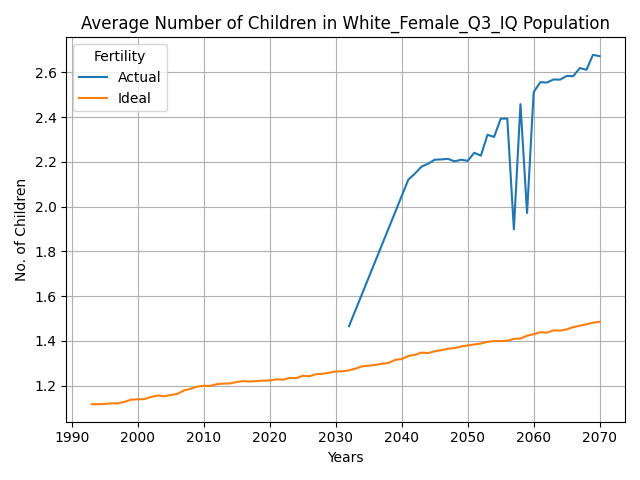 Average Number of Children in White_Female_Q3_IQ Population
Fertility
Actual
Ideal
No. of Children
2.6
2.4
2.2
2.0
1.8
1.6
1.4
1.2
1990 2000 2010 2020 2030 2040 2050 2060 2070
Years